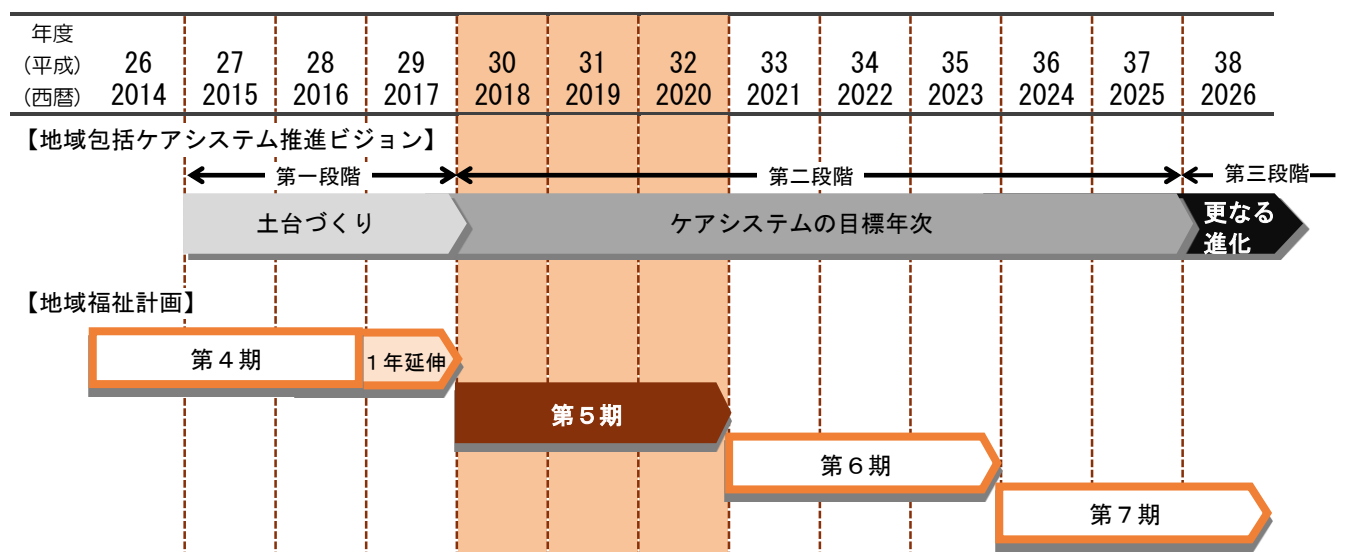 年度
(平成) 26 27 28 29 30 31 32 33 34 35 36 37 38
(西暦) 2014 2015 2016 2017 2018 2019 2020 2021 2022 2023 2024 2025 2026
【地域包括ケアシステム推進ビジョン】
第一段階 第二段階 第三段階
土台づくり ケアシステムの目標年次 更なる
進化
【地域福祉計画】
第4期 1年延伸
第5期
第6期
第7期